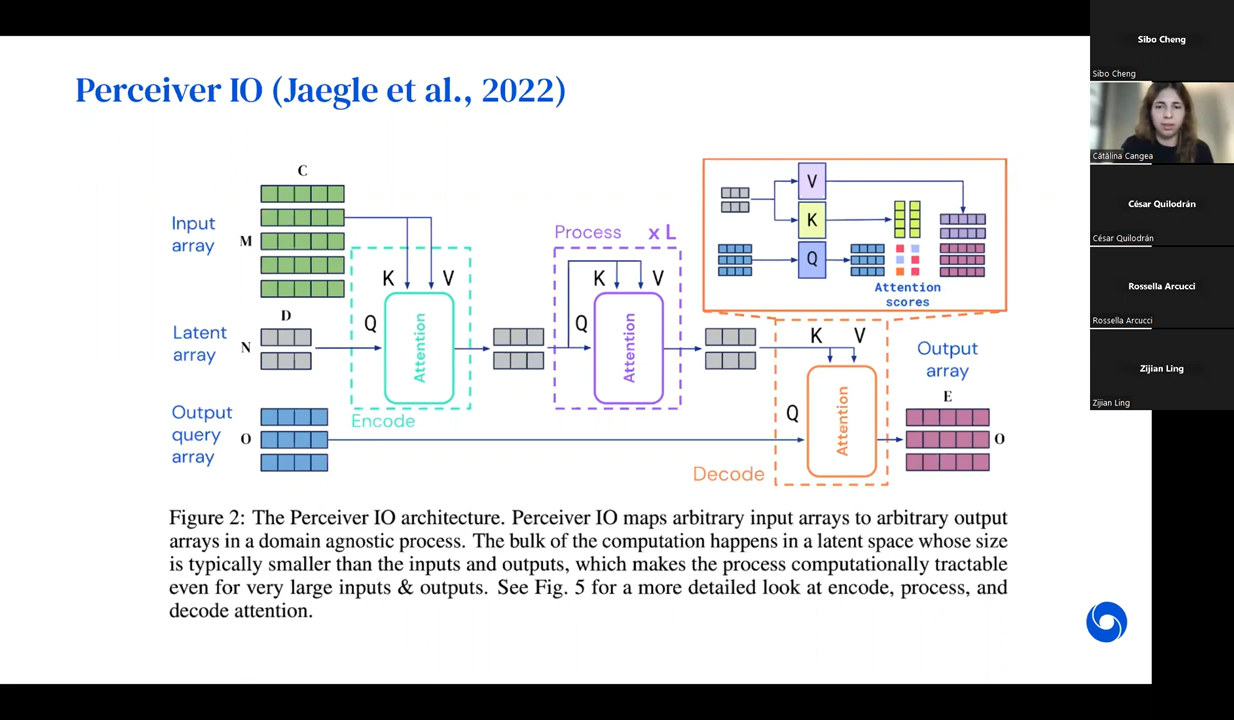 Perceiver IO (Jaegle et al., 2022)
C
Input
array
M
K
V
Q
Attention
Encode
D
Latent
array
N
Output
query
array
O
Process x L
K
V
Q
Attention
V
K
Q
Attention
scores
K
V
Q
Attention
Decode
Output
array
E
O
Figure 2: The Perceiver IO architecture. Perceiver IO maps arbitrary input arrays to arbitrary output
arrays in a domain agnostic process. The bulk of the computation happens in a latent space whose size
is typically smaller than the inputs and outputs, which makes the process computationally tractable
even for very large inputs & outputs. See Fig. 5 for a more detailed look at encode, process, and
decode attention.
Sibo Cheng
Sibo Cheng
Cătălina Cangea
César Quilodrán
César Quilodrán
Rossella Arcucci
Rossella Arcucci
Zijian Ling
Zijian Ling